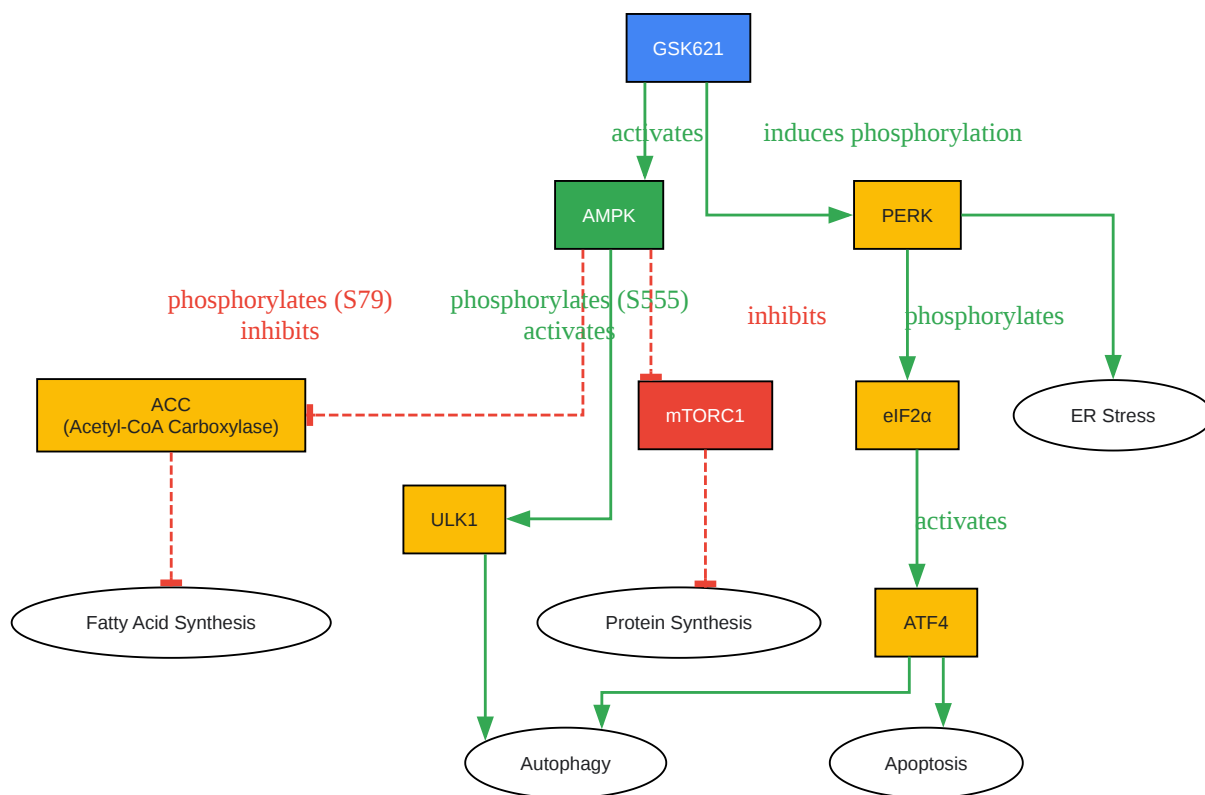 GSK621
activates
induces phosphorylation
AMPK
PERK
phosphorylates (S79)
inhibits
phosphorylates (S555)
activates
inhibits
phosphorylates
ACC
(Acetyl-CoA Carboxylase)
mTORC1
eIF2α
ER Stress
ULK1
activates
Fatty Acid Synthesis
Protein Synthesis
ATF4
Autophagy
Apoptosis